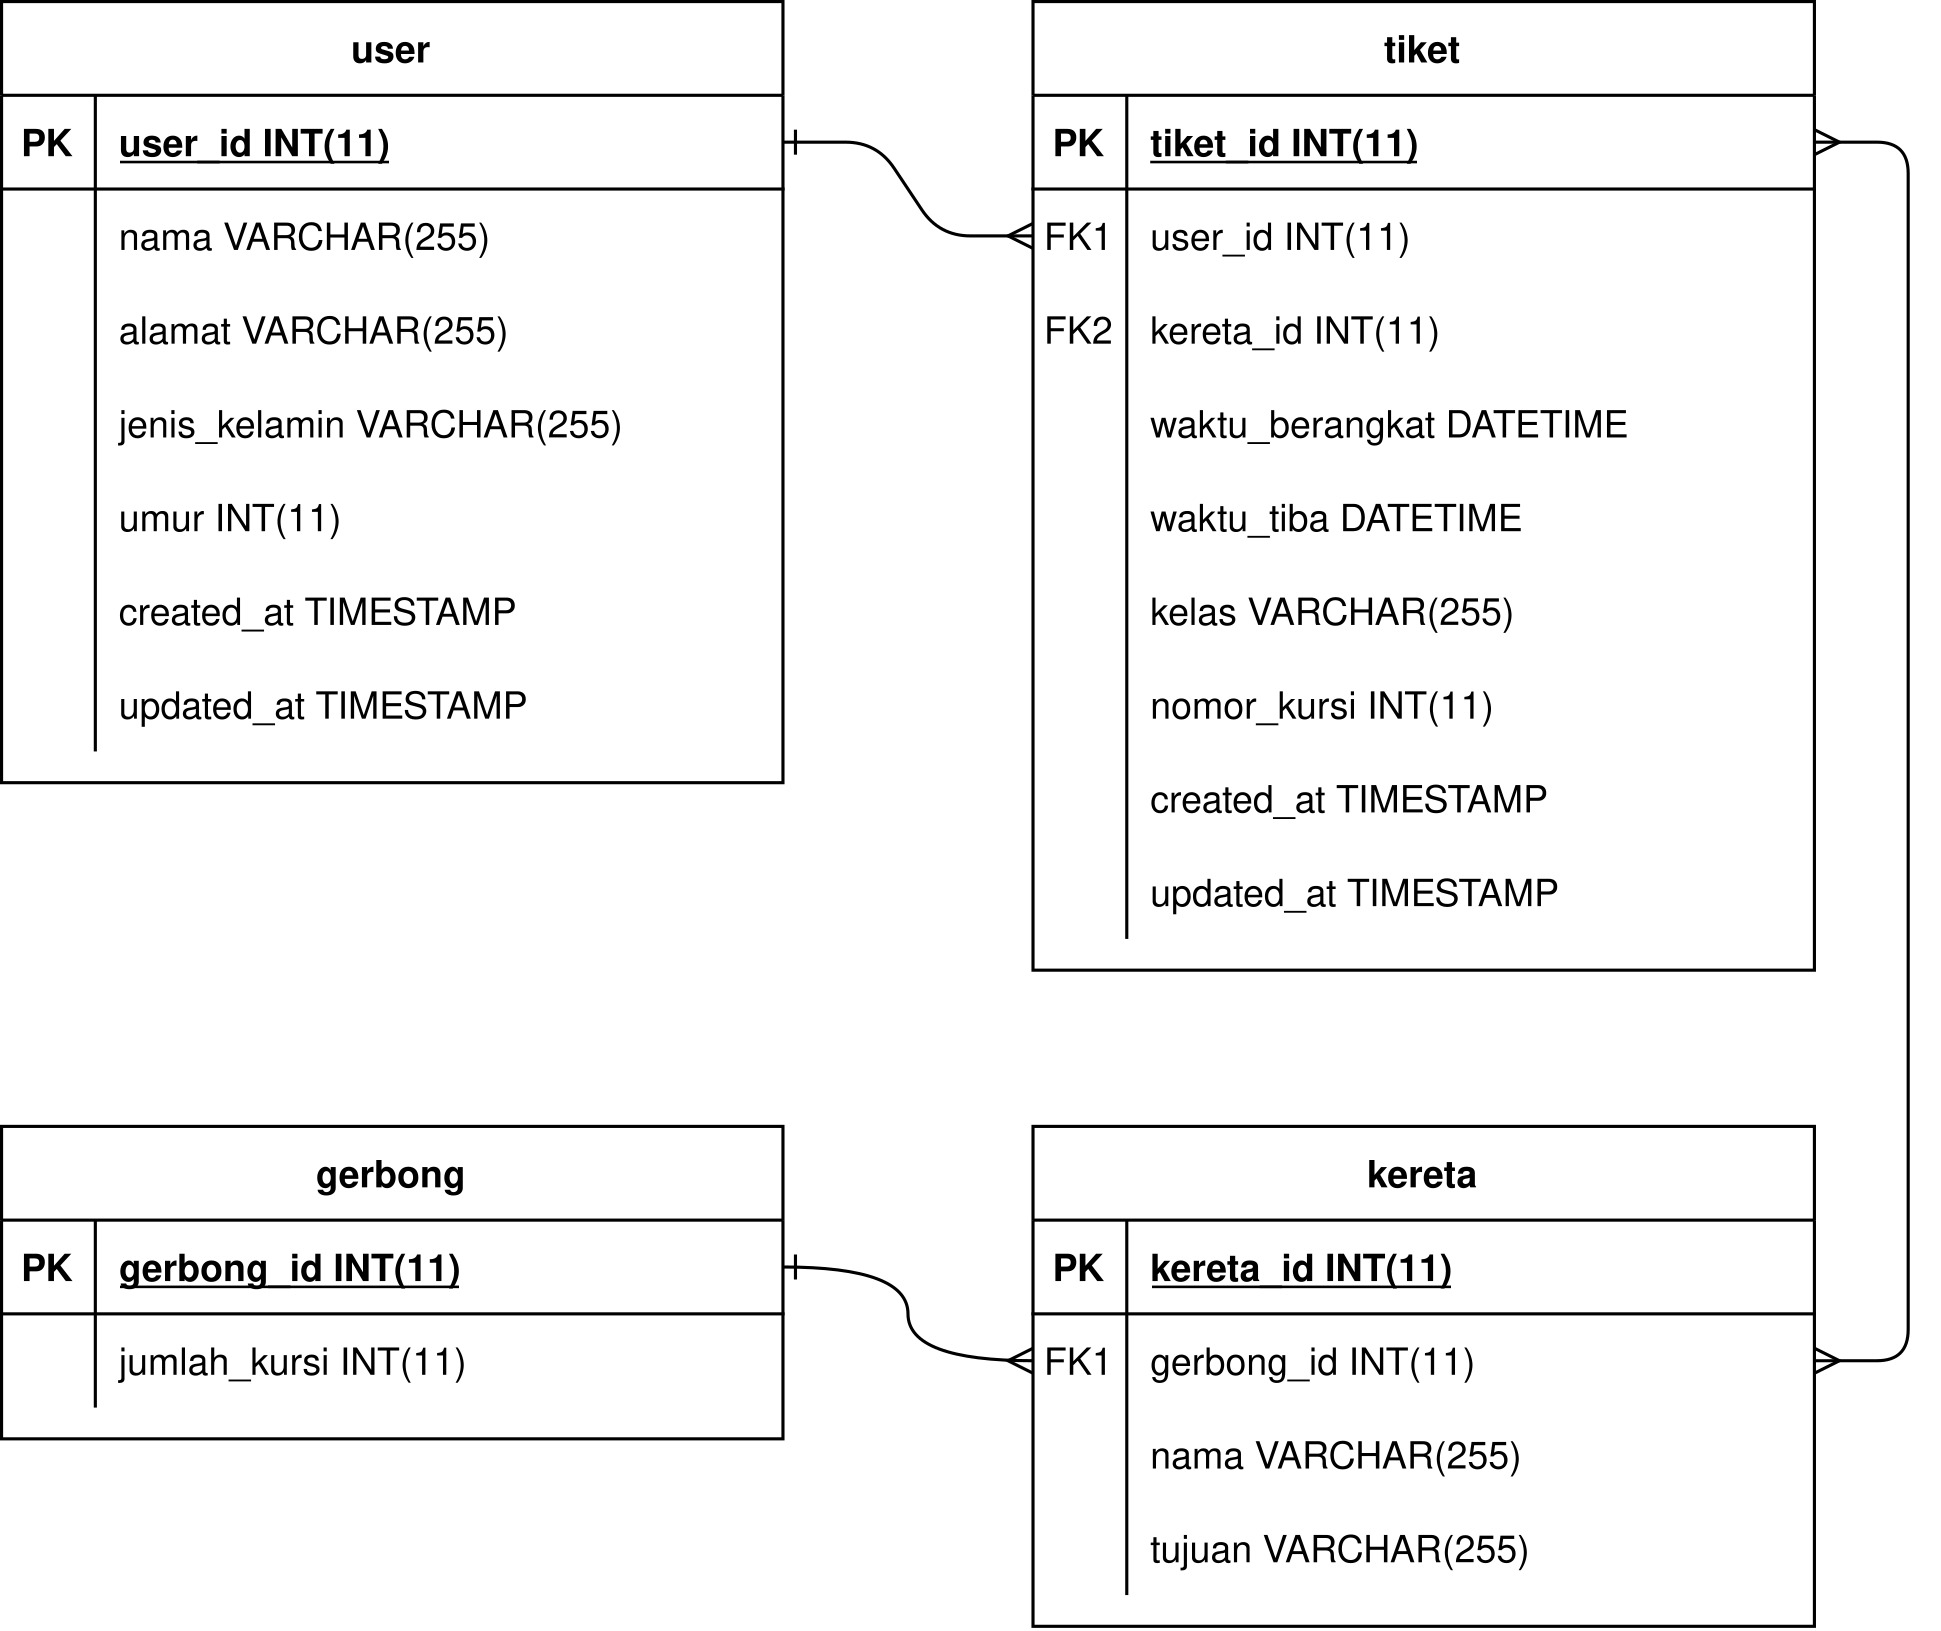 user
PK user_id INT(11)
nama VARCHAR(255)
alamat VARCHAR(255)
jenis_kelamin VARCHAR(255)
umur INT(11)
created_at TIMESTAMP
updated_at TIMESTAMP
tiket
PK tiket_id INT(11)
FK1 user_id INT(11)
FK2 kereta_id INT(11)
waktu_berangkat DATETIME
waktu_tiba DATETIME
kelas VARCHAR(255)
nomor_kursi INT(11)
created_at TIMESTAMP
updated_at TIMESTAMP
gerbong
PK gerbong_id INT(11)
jumlah_kursi INT(11)
kereta
PK kereta_id INT(11)
FK1 gerbong_id INT(11)
nama VARCHAR(255)
tujuan VARCHAR(255)